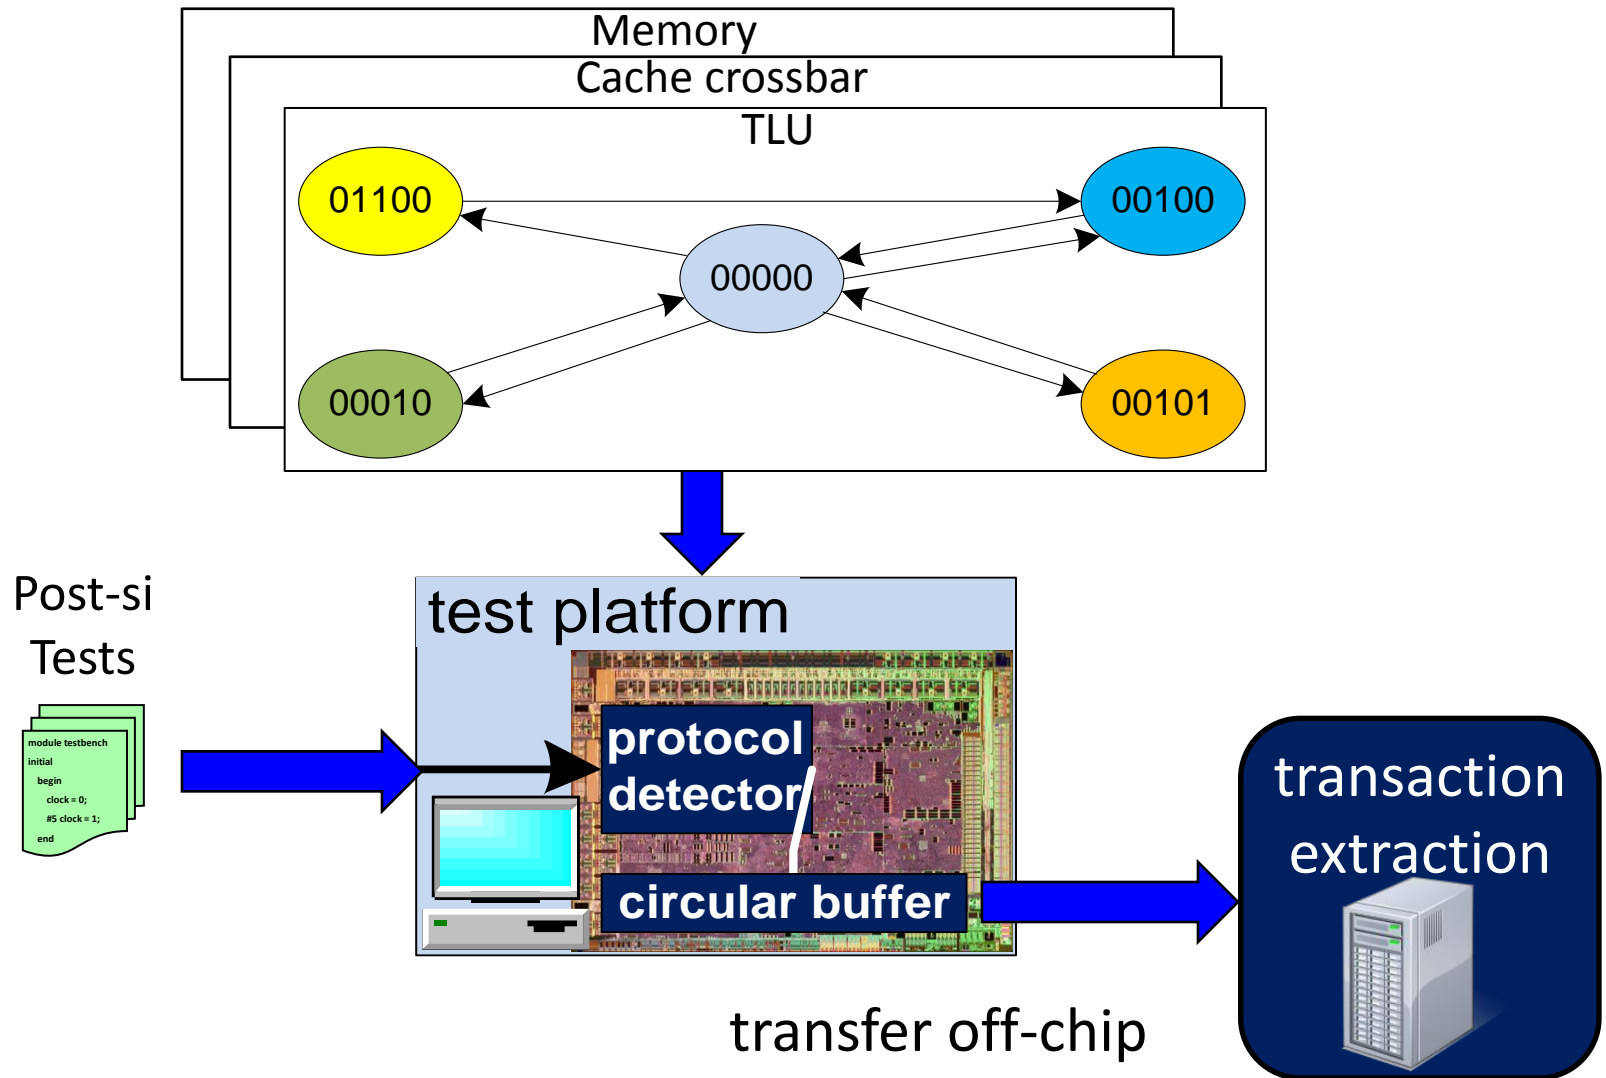 Memory
Cache crossbar
TLU
01100
00100
00000
00010
00101
Post-si
Tests
module testbench
initial
begin
clock = 0;
#5 clock = 1;
end
test platform
protocol
detector
circular buffer
transaction
extraction
transfer off-chip